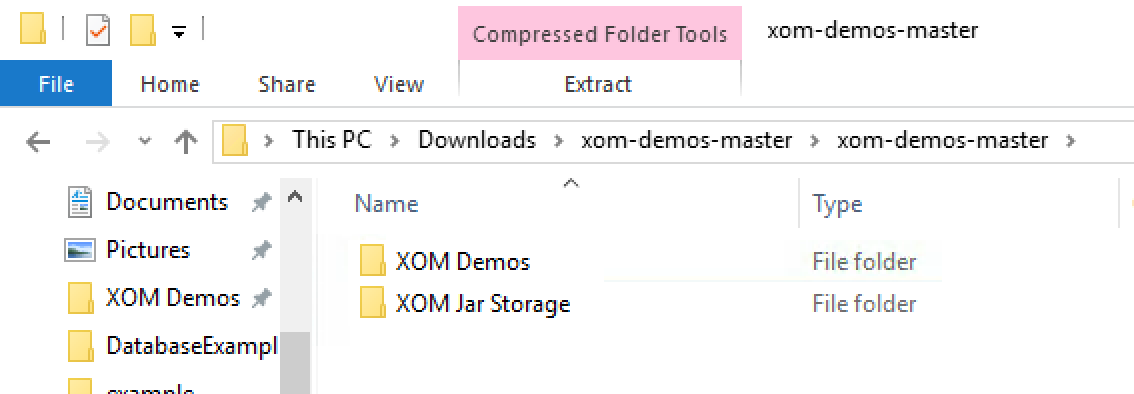 Compressed Folder Tools
xom-demos-master
File
Home
Share
View
Extract
This PC
Downloads
xom-demos-master
xom-demos-master
Documents
Pictures
XOM Demos
DatabaseExampl
example
Name
Type
XOM Demos
File folder
XOM Jar Storage
File folder